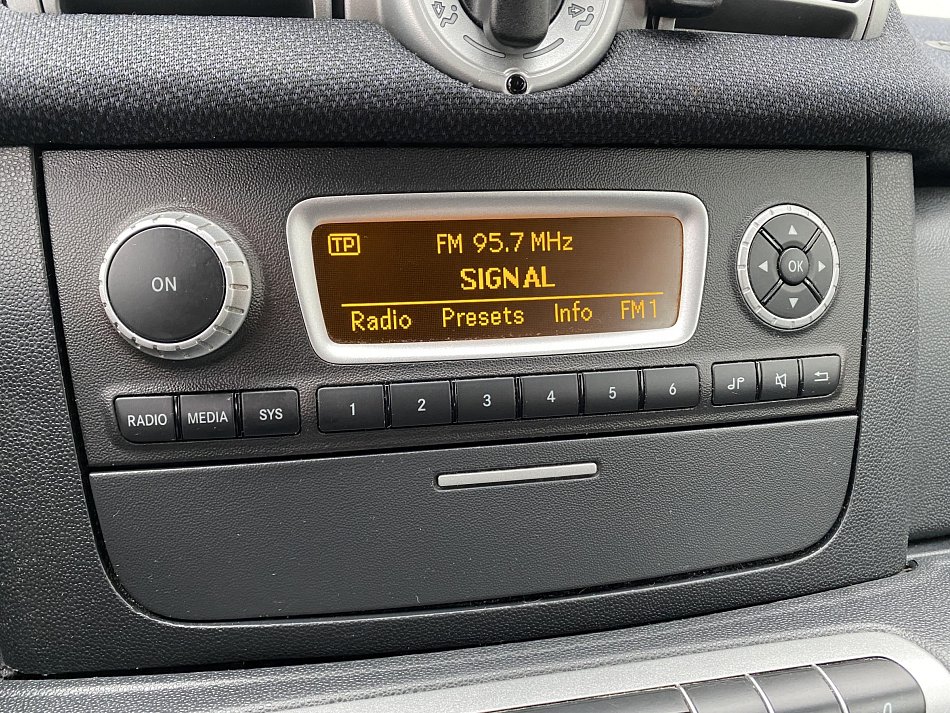 TP FM 95.7 MHz
SIGNAL
Radio Presets Info FM1
ON
OK
RADIO MEDIA SYS 1 2 3 4 5 6